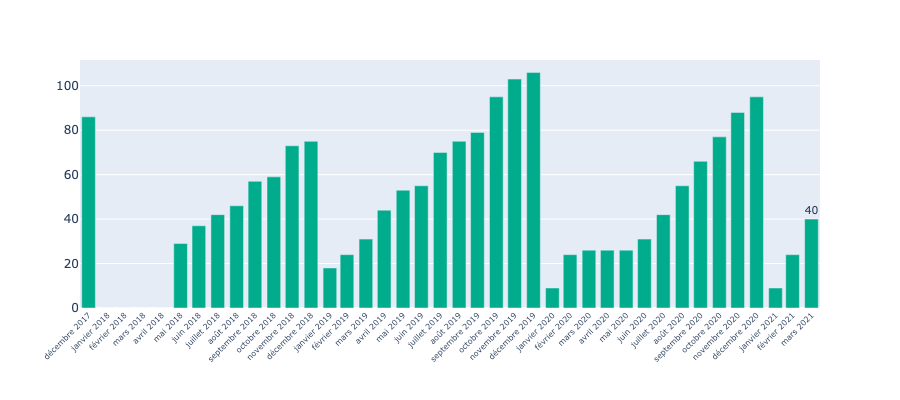 100
80
60
40
20
0
40
décembre 2017
janvier 2018
février 2018
mars 2018
avril 2018
mai 2018
juin 2018
juillet 2018
août 2018
septembre 2018
octobre 2018
novembre 2018
décembre 2018
janvier 2019
février 2019
mars 2019
avril 2019
mai 2019
juin 2019
juillet 2019
août 2019
septembre 2019
octobre 2019
novembre 2019
décembre 2019
janvier 2020
février 2020
mars 2020
avril 2020
mai 2020
juin 2020
juillet 2020
août 2020
septembre 2020
octobre 2020
novembre 2020
décembre 2020
janvier 2021
février 2021
mars 2021